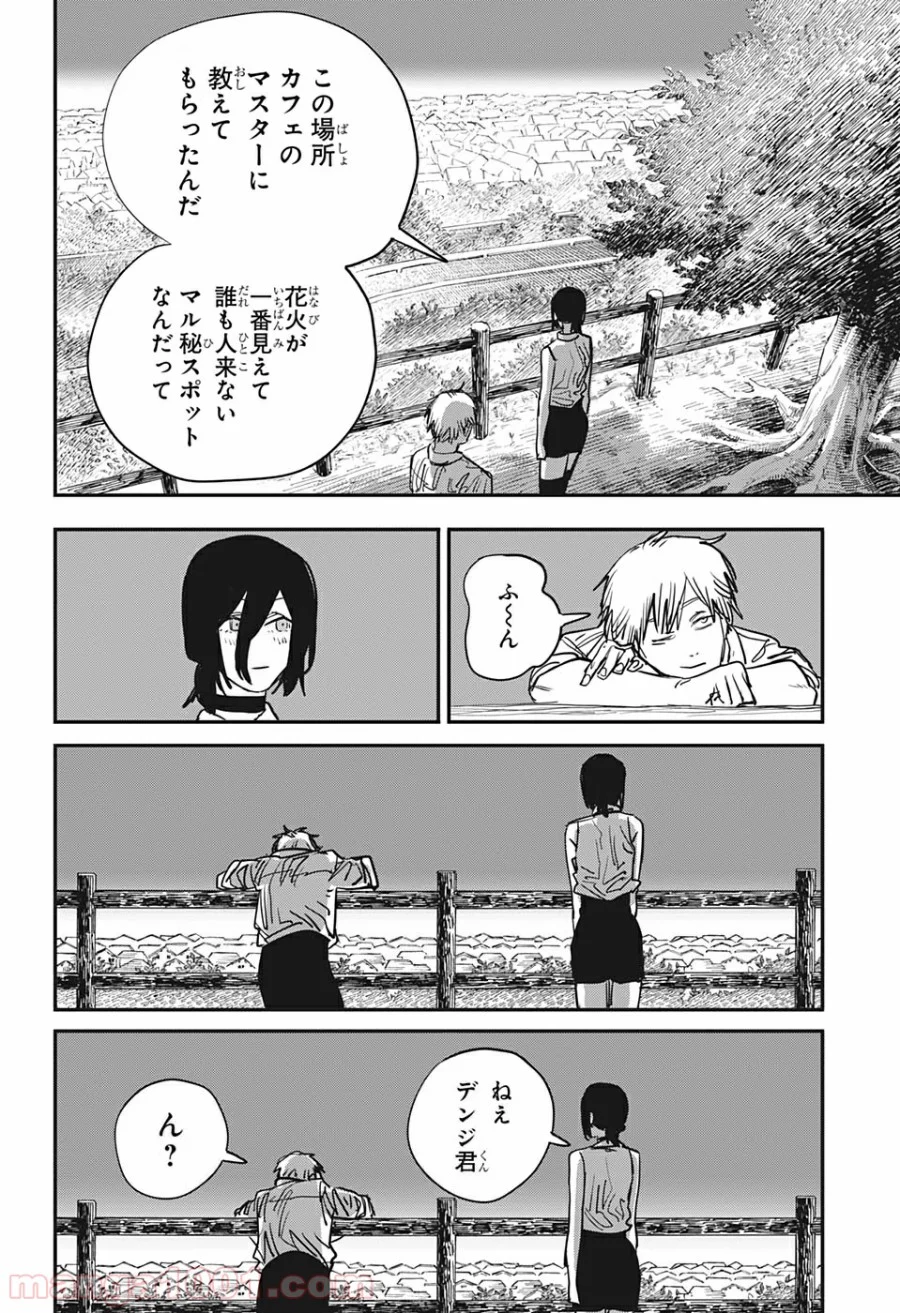 この場所
カフェの
マスターに
教えて
もらったんだ
花火が
一番見えて
誰も人来ない
マル秘スポット
なんだって
ふ〜ん
ねえ
デンジ君
ん？